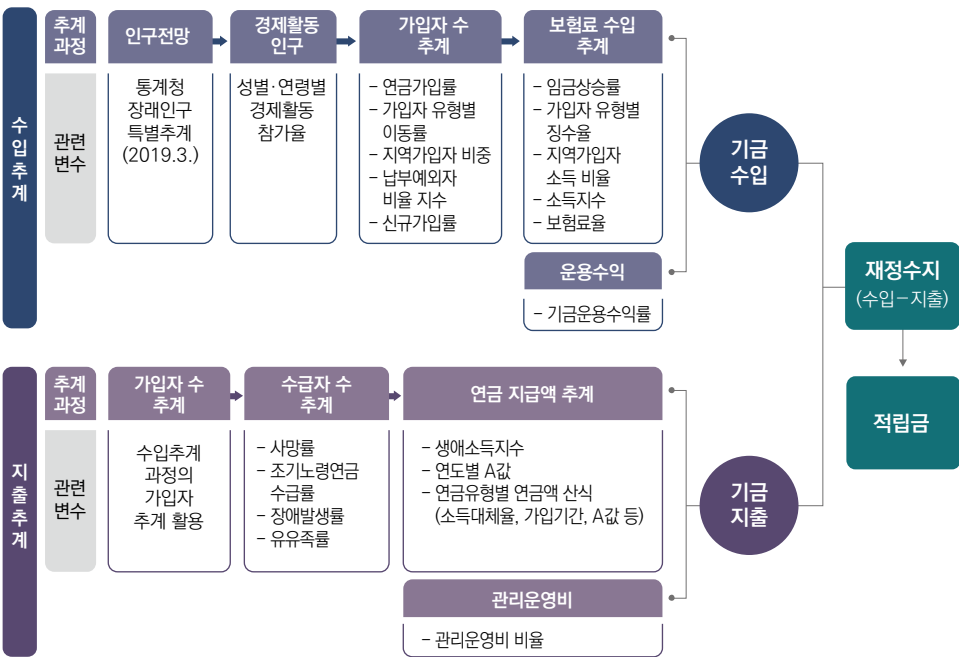 수입추계
추계
과정
인구전망
경제활동
인구
가입자 수
추계
보험료 수입
추계
관련
변수
통계청
장래인구
특별추계
(2019.3.)
성별·연령별
경제활동
참가율
– 연금가입률
– 가입자 유형별
이동률
– 지역가입자 비중
– 납부예외자
비율 지수
– 신규가입률
– 임금상승률
– 가입자 유형별
징수율
– 지역가입자
소득 비율
– 소득지수
– 보험료율
운용수익
– 기금운용수익률
기금
수입
지출추계
추계
과정
가입자 수
추계
수급자 수
추계
연금 지급액 추계
관련
변수
수입추계
과정의
가입자
추계 활용
– 사망률
– 조기노령연금
수급률
– 장애발생률
– 유유족률
– 생애소득지수
– 연도별 A값
– 연금유형별 연금액 산식
(소득대체율, 가입기간, A값 등)
관리운영비
– 관리운영비 비율
기금
지출
재정수지
(수입–지출)
적립금